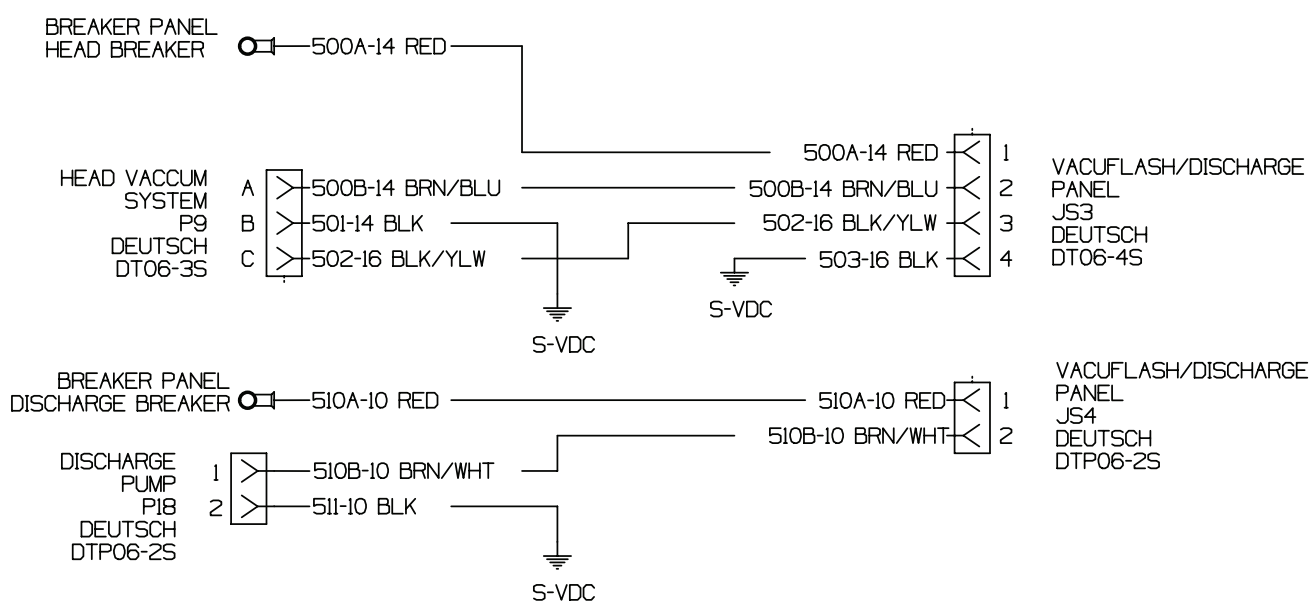 BREAKER PANEL
HEAD BREAKER
500A-14 RED
500A-14 RED
1
HEAD VACCUM
SYSTEM
P9
DEUTSCH
DT06-3S
A
500B-14 BRN/BLU
500B-14 BRN/BLU
2
B
501-14 BLK
502-16 BLK/YLW
3
C
502-16 BLK/YLW
503-16 BLK
4
VACUFLASH/DISCHARGE
PANEL
JS3
DEUTSCH
DT06-4S
S-VDC
S-VDC
BREAKER PANEL
DISCHARGE BREAKER
510A-10 RED
510A-10 RED
1
510B-10 BRN/WHT
2
VACUFLASH/DISCHARGE
PANEL
JS4
DEUTSCH
DTP06-2S
DISCHARGE
PUMP
P18
DEUTSCH
DTP06-2S
1
510B-10 BRN/WHT
2
511-10 BLK
S-VDC